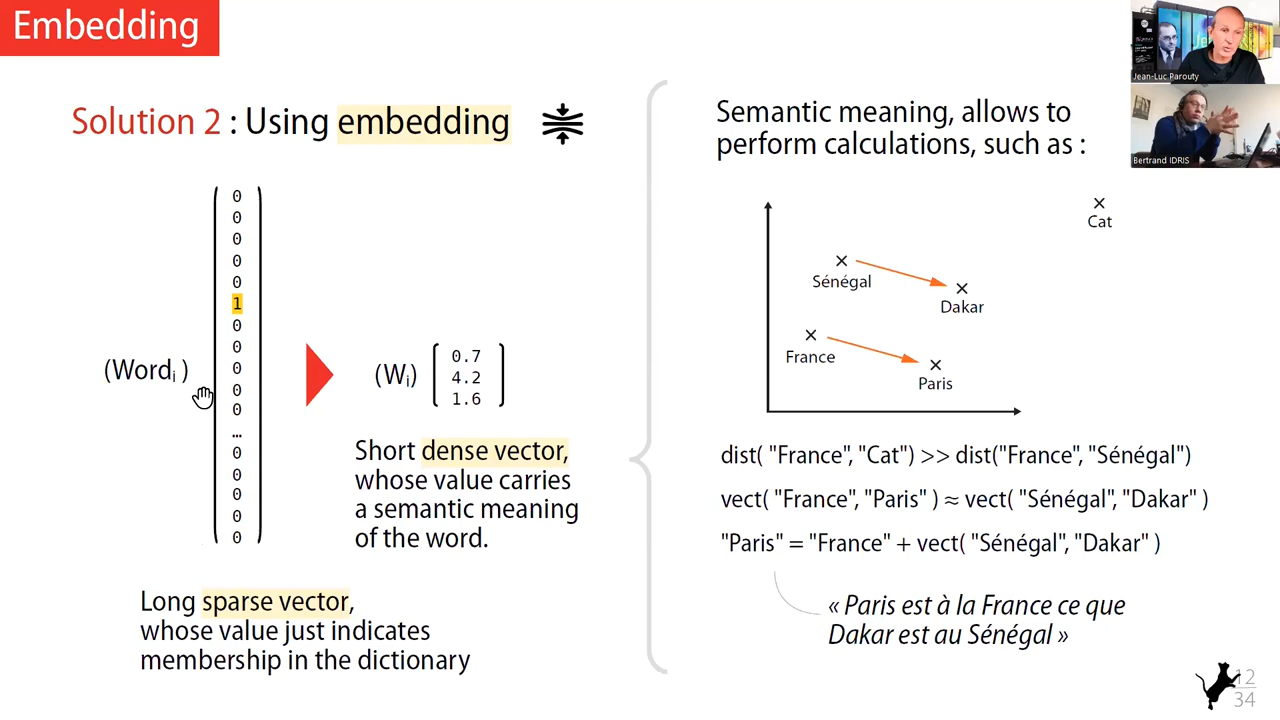 Embedding
Solution 2 : Using embedding
0
0
0
0
0
1
0
0
0
0
0
…
0
0
0
0
0
(Wordi )
(Wi)
0.7
4.2
1.6
Short dense vector,
whose value carries
a semantic meaning
of the word.
Long sparse vector,
whose value just indicates
membership in the dictionary
Semantic meaning, allows to
perform calculations, such as :
Cat
Sénégal
Dakar
France
Paris
dist( "France", "Cat") >> dist("France", "Sénégal")
vect( "France", "Paris" ) ≈ vect( "Sénégal", "Dakar" )
"Paris" = "France" + vect( "Sénégal", "Dakar" )
« Paris est à la France ce que
Dakar est au Sénégal »
Jean-Luc Parouty
Bertrand IDRIS
12
34